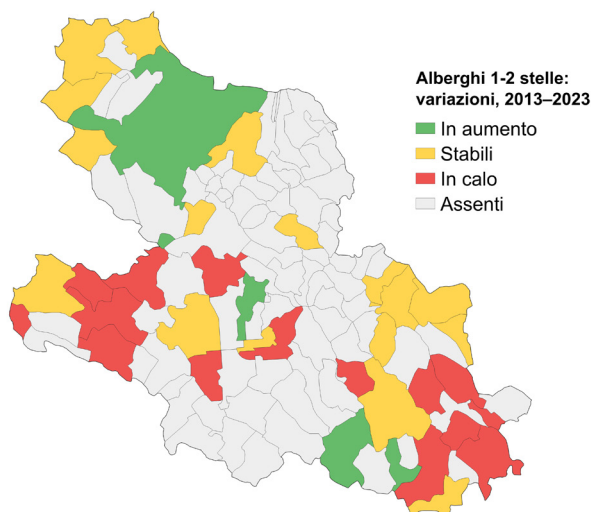 Alberghi 1-2 stelle:
variazioni, 2013–2023
In aumento
Stabili
In calo
Assenti